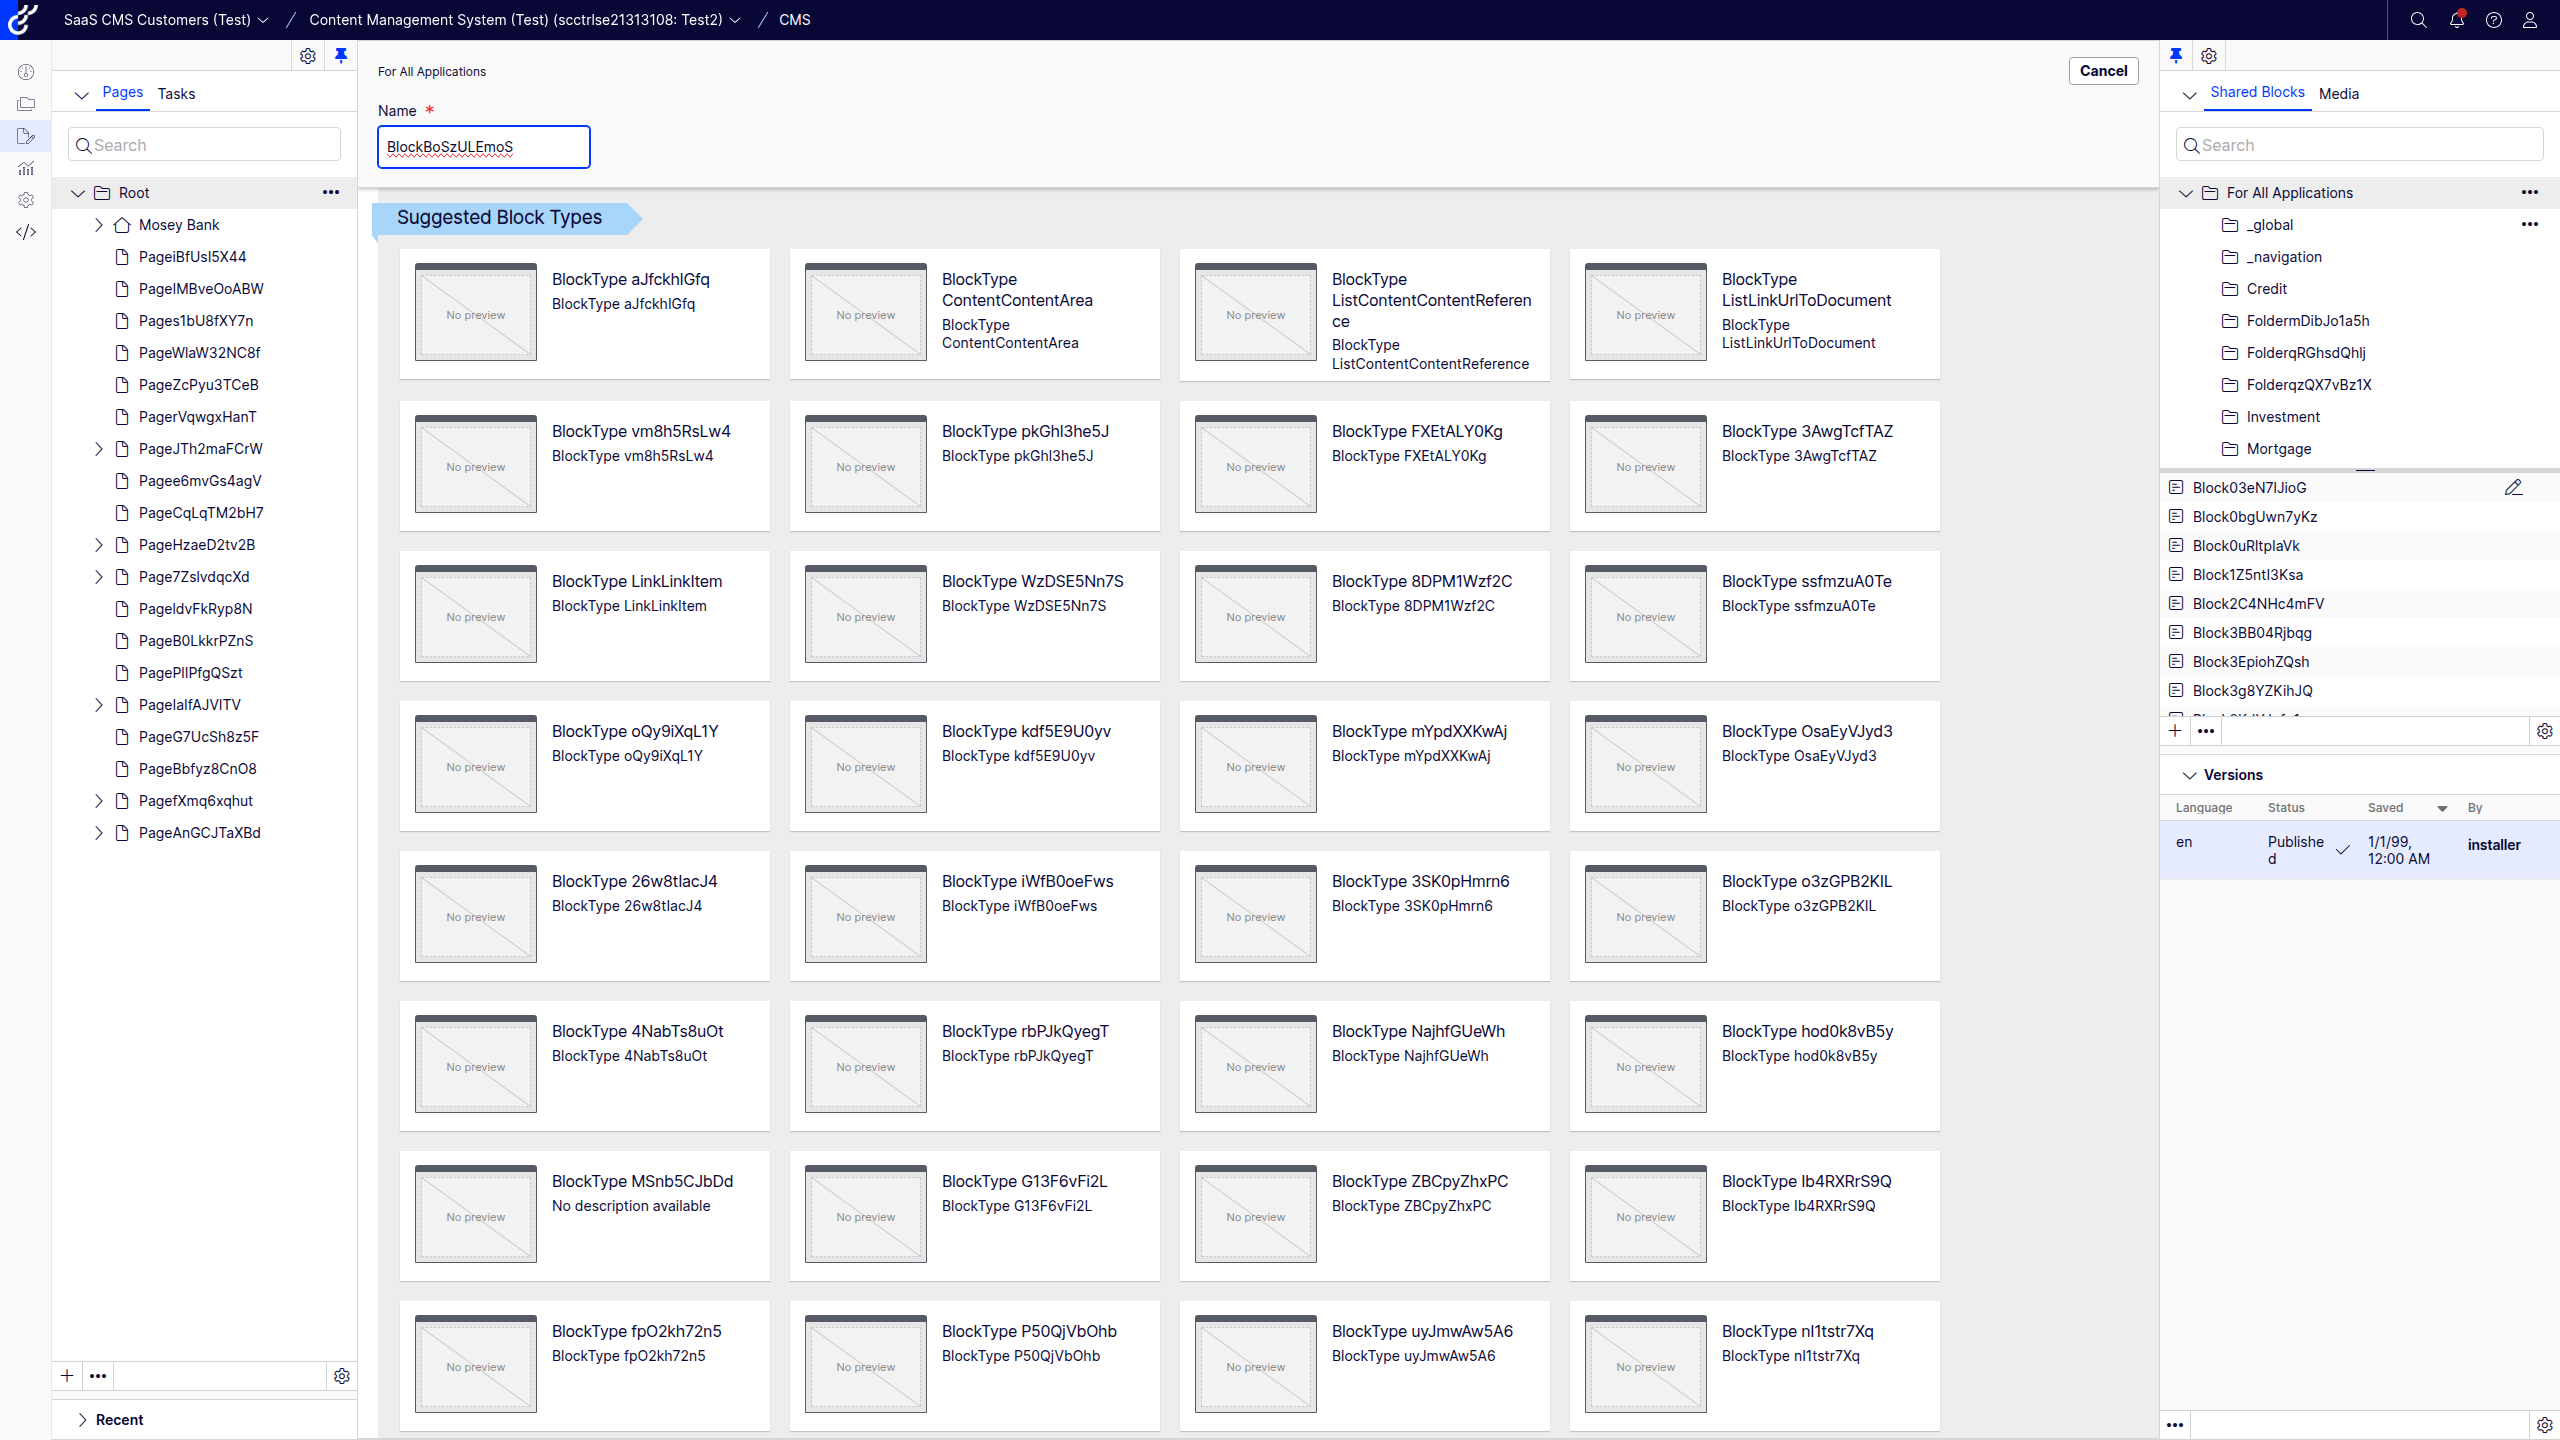 SaaS CMS Customers (Test)
Content Management System (Test) (scctrlse21313108: Test2)
CMS
Pages
Tasks
Search
Root
Mosey Bank
PageiBfUsI5X44
PageIMBveOoABW
Pages1bU8fXY7n
PageWIaW32NC8f
PageZcPyu3TCeB
PagerVqwgxHanT
PageJTh2maFCrW
Pagee6mvGs4agV
PageCqLqTM2bH7
PageHzaeD2tv2B
Page7ZslvdqcXd
PageldvFkRyp8N
PageB0LkkrPZnS
PagePIIPfgQSzt
PagelalfAJVITV
PageG7UcSh8z5F
PageBbfyz8CnO8
PagefXmq6xqhut
PageAnGCJTaXBd
Recent
For All Applications
Cancel
Name *
BlockBoSzULEmoS
Suggested Block Types
No preview
BlockType aJfckhlGfq
BlockType aJfckhlGfq
No preview
BlockType
ContentContentArea
BlockType
ContentContentArea
No preview
BlockType
ListContentContentReferen
ce
BlockType
ListContentContentReference
No preview
BlockType
ListLinkUrlToDocument
BlockType
ListLinkUrlToDocument
No preview
BlockType vm8h5RsLw4
BlockType vm8h5RsLw4
No preview
BlockType pkGhl3he5J
BlockType pkGhl3he5J
No preview
BlockType FXEtALY0Kg
BlockType FXEtALY0Kg
No preview
BlockType 3AwgTcfTAZ
BlockType 3AwgTcfTAZ
No preview
BlockType LinkLinkItem
BlockType LinkLinkItem
No preview
BlockType WzDSE5Nn7S
BlockType WzDSE5Nn7S
No preview
BlockType 8DPM1Wzf2C
BlockType 8DPM1Wzf2C
No preview
BlockType ssfmzuA0Te
BlockType ssfmzuA0Te
No preview
BlockType oQy9iXqL1Y
BlockType oQy9iXqL1Y
No preview
BlockType kdf5E9U0yv
BlockType kdf5E9U0yv
No preview
BlockType mYpdXXKwAj
BlockType mYpdXXKwAj
No preview
BlockType OsaEyVJyd3
BlockType OsaEyVJyd3
No preview
BlockType 26w8tIacJ4
BlockType 26w8tIacJ4
No preview
BlockType iWfB0oeFws
BlockType iWfB0oeFws
No preview
BlockType 3SK0pHmrn6
BlockType 3SK0pHmrn6
No preview
BlockType o3zGPB2KIL
BlockType o3zGPB2KIL
No preview
BlockType 4NabTs8uOt
BlockType 4NabTs8uOt
No preview
BlockType rbPJkQyegT
BlockType rbPJkQyegT
No preview
BlockType NajhfGUeWh
BlockType NajhfGUeWh
No preview
BlockType hod0k8vB5y
BlockType hod0k8vB5y
No preview
BlockType MSnb5CJbDd
No description available
No preview
BlockType G13F6vFi2L
BlockType G13F6vFi2L
No preview
BlockType ZBCpyZhxPC
BlockType ZBCpyZhxPC
No preview
BlockType Ib4RXRrS9Q
BlockType Ib4RXRrS9Q
No preview
BlockType fpO2kh72n5
BlockType fpO2kh72n5
No preview
BlockType P50QjVbOhb
BlockType P50QjVbOhb
No preview
BlockType uyJmwAw5A6
BlockType uyJmwAw5A6
No preview
BlockType nI1tstr7Xq
BlockType nI1tstr7Xq
Shared Blocks
Media
Search
For All Applications
_global
_navigation
Credit
FoldermDibJo1a5h
FolderqRGhsdQhlj
FolderqzQX7vBz1X
Investment
Mortgage
Block03eN7lJioG
Block0bgUwn7yKz
Block0uRltplaVk
Block1Z5ntI3Ksa
Block2C4NHc4mFV
Block3BB04Rjbqg
Block3EpiohZQsh
Block3g8YZKihJQ
Versions
Language
Status
Saved
By
en
Publishe
d
1/1/99,
12:00 AM
installer